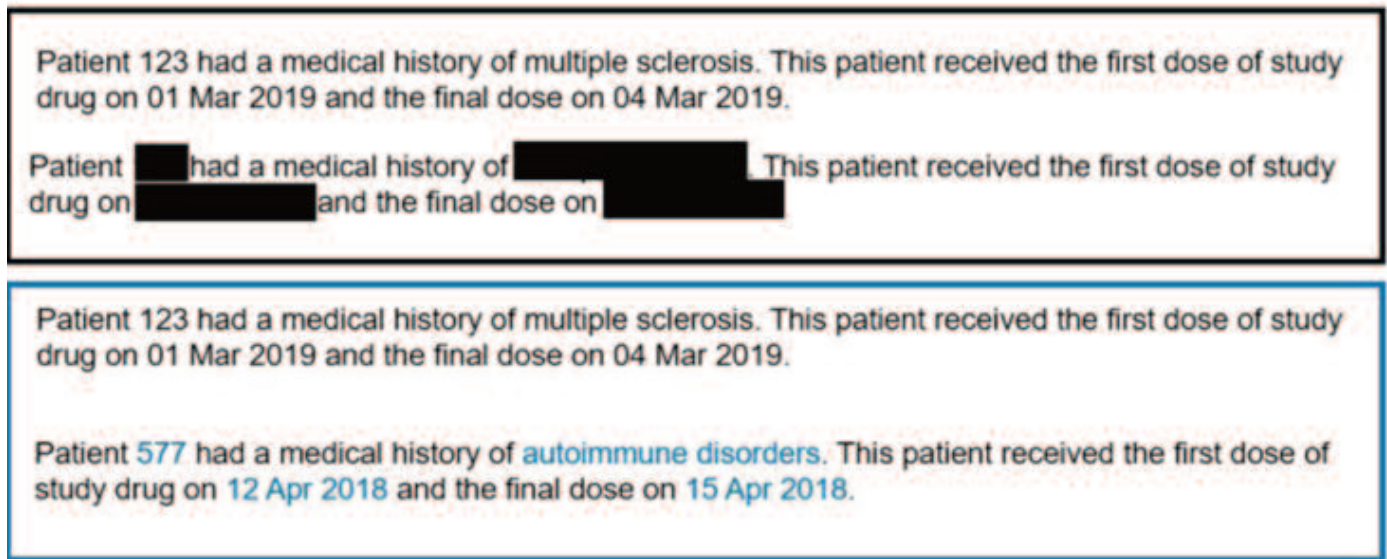 Patient 123 had a medical history of multiple sclerosis. This patient received the first dose of study
drug on 01 Mar 2019 and the final dose on 04 Mar 2019.
Patient had a medical history of . This patient received the first dose of study
drug on and the final dose on
Patient 123 had a medical history of multiple sclerosis. This patient received the first dose of study
drug on 01 Mar 2019 and the final dose on 04 Mar 2019.
Patient 577 had a medical history of autoimmune disorders. This patient received the first dose of
study drug on 12 Apr 2018 and the final dose on 15 Apr 2018.